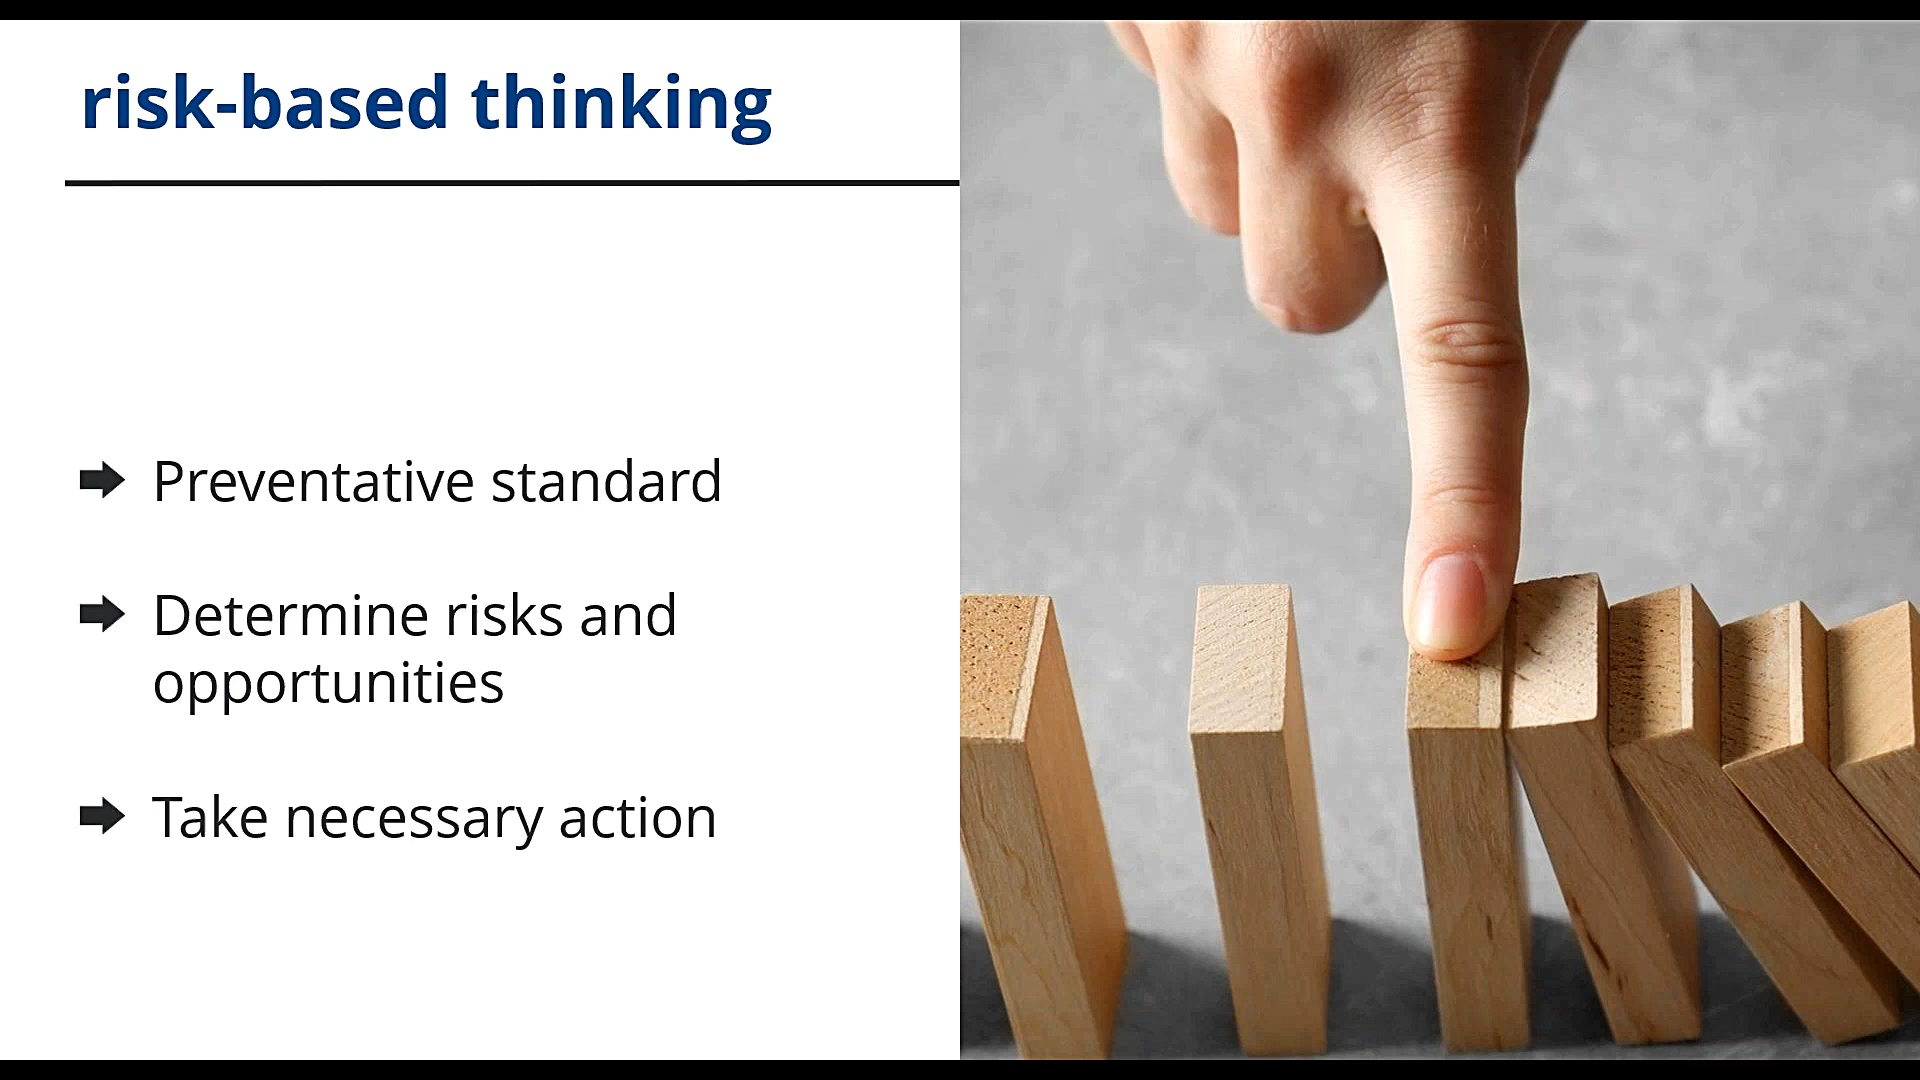 risk-based thinking
Preventative standard
Determine risks and
opportunities
Take necessary action